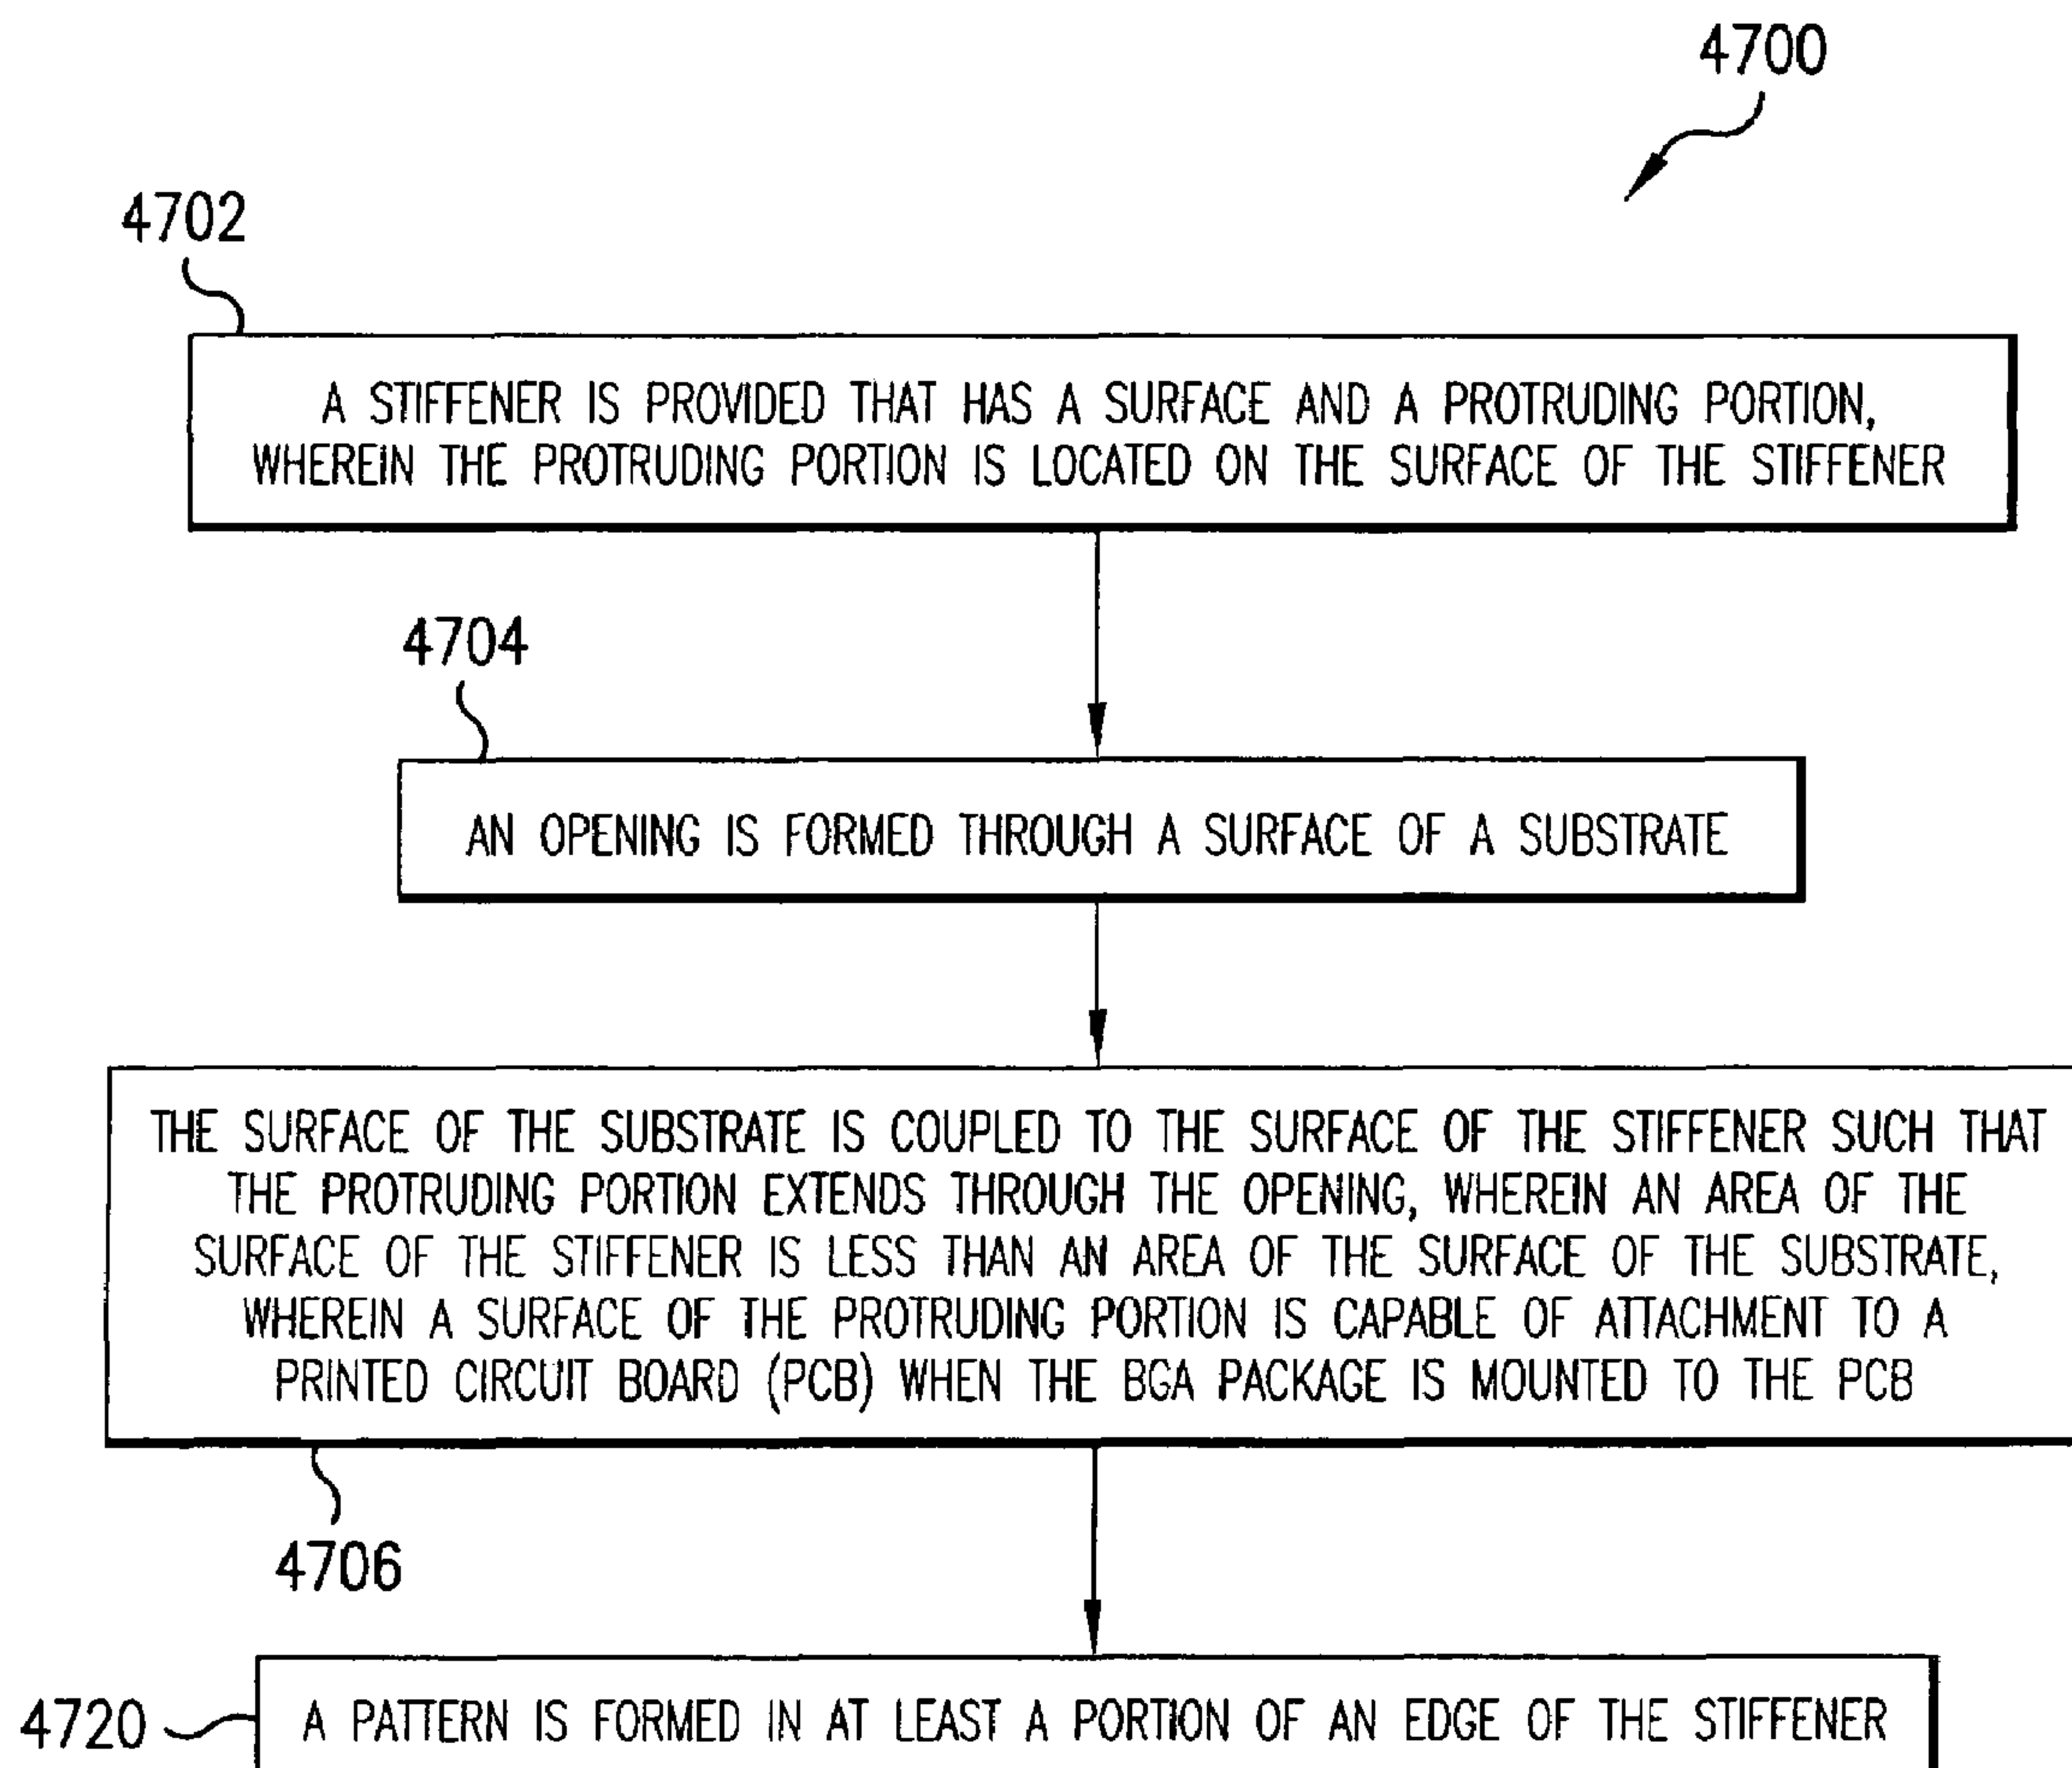 4700
4702
A STIFFENER IS PROVIDED THAT HAS A SURFACE AND A PROTRUDING PORTION,
WHEREIN THE PROTRUDING PORTION IS LOCATED ON THE SURFACE OF THE STIFFENER
4704
AN OPENING IS FORMED THROUGH A SURFACE OF A SUBSTRATE
THE SURFACE OF THE SUBSTRATE IS COUPLED TO THE SURFACE OF THE STIFFENER SUCH THAT
THE PROTRUDING PORTION EXTENDS THROUGH THE OPENING, WHEREIN AN AREA OF THE
SURFACE OF THE STIFFENER IS LESS THAN AN AREA OF THE SURFACE OF THE SUBSTRATE,
WHEREIN A SURFACE OF THE PROTRUDING PORTION IS CAPABLE OF ATTACHMENT TO A
PRINTED CIRCUIT BOARD (PCB) WHEN THE BGA PACKAGE IS MOUNTED TO THE PCB
4706
4720
A PATTERN IS FORMED IN AT LEAST A PORTION OF AN EDGE OF THE STIFFENER